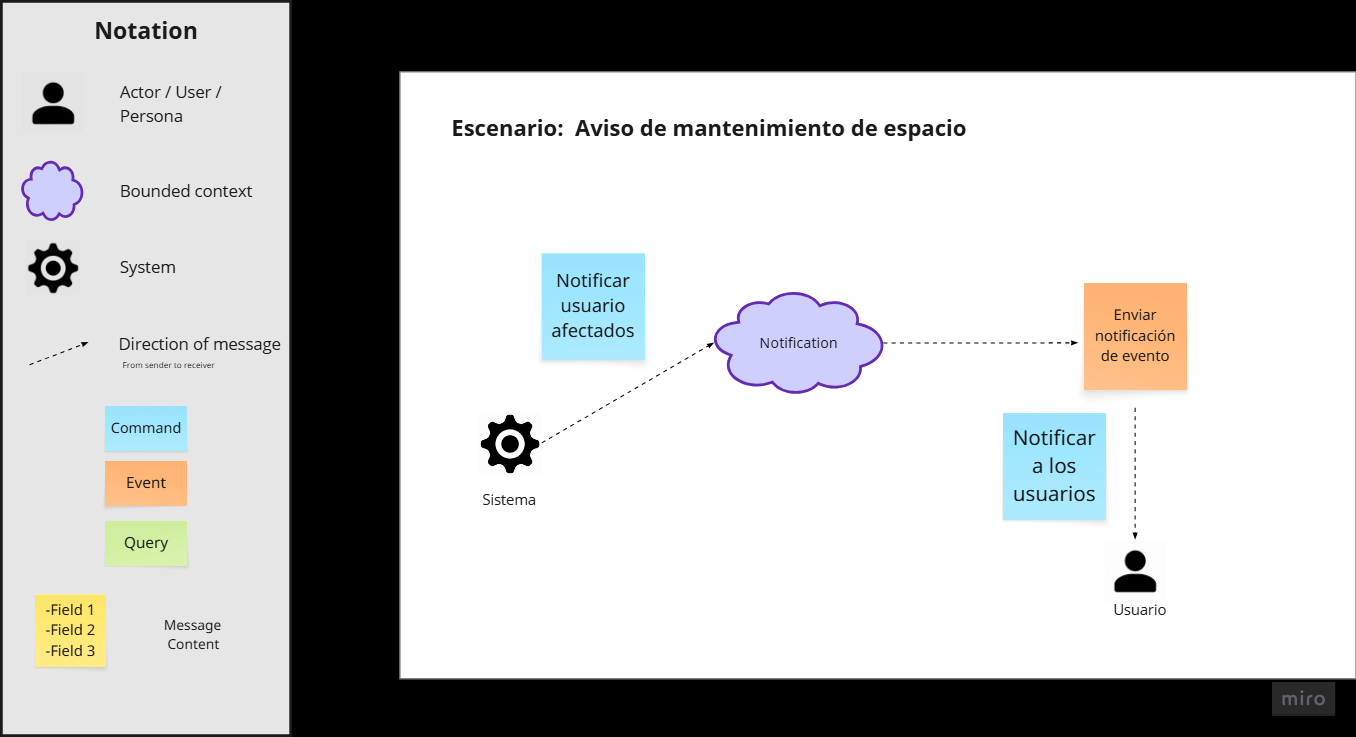 Notation
Actor / User /
Persona
Bounded context
System
Direction of message
From sender to receiver
Command
Event
Query
-Field 1
-Field 2
-Field 3
Message
Content
Escenario:  Aviso de mantenimiento de espacio
Notificar
usuario
afectados
Sistema
Notification
Enviar
notificación
de evento
Notificar
a los
usuarios
Usuario
miro